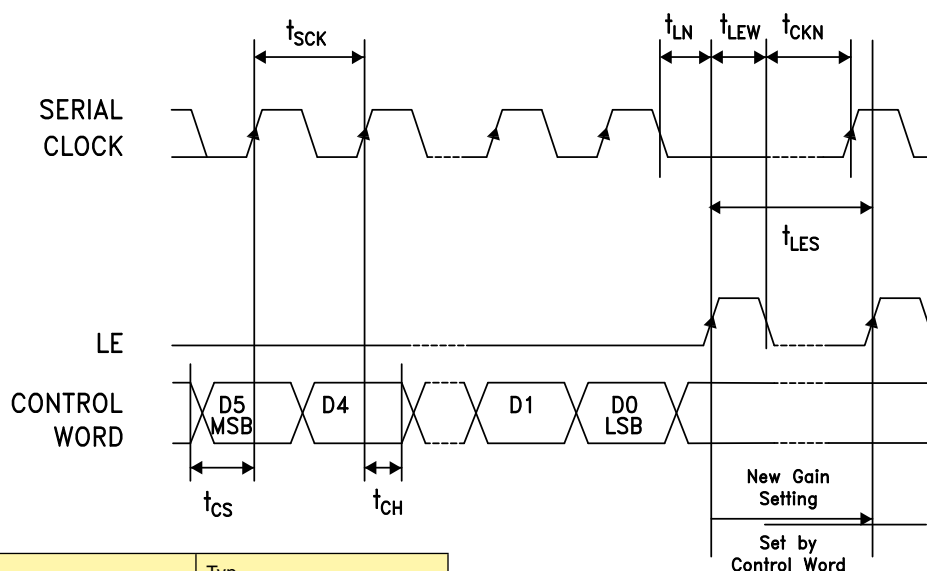 tSCK
tLN tLEW tCKN
SERIAL
CLOCK
tLES
LE
CONTROL
WORD
D5
MSB
D4
D1
D0
LSB
tCS
tCH
New Gain
Setting
Set by
Control Word
Typ